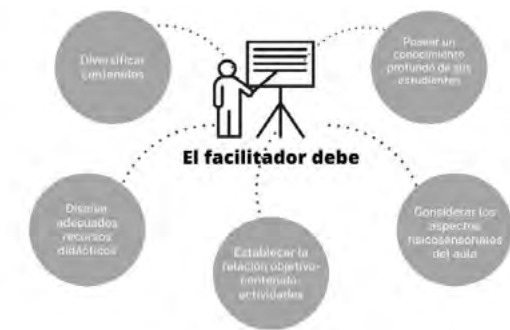 Diversificar
contenidos
Poseer un
conocimiento
profundo de sus
estudiantes
El facilitador debe
Diseñar
adecuados
recursos
didácticos
Establecer la
relación objetivo-
contenido-
actividades
Considerar los
aspectos
físicosensoriales
del aula